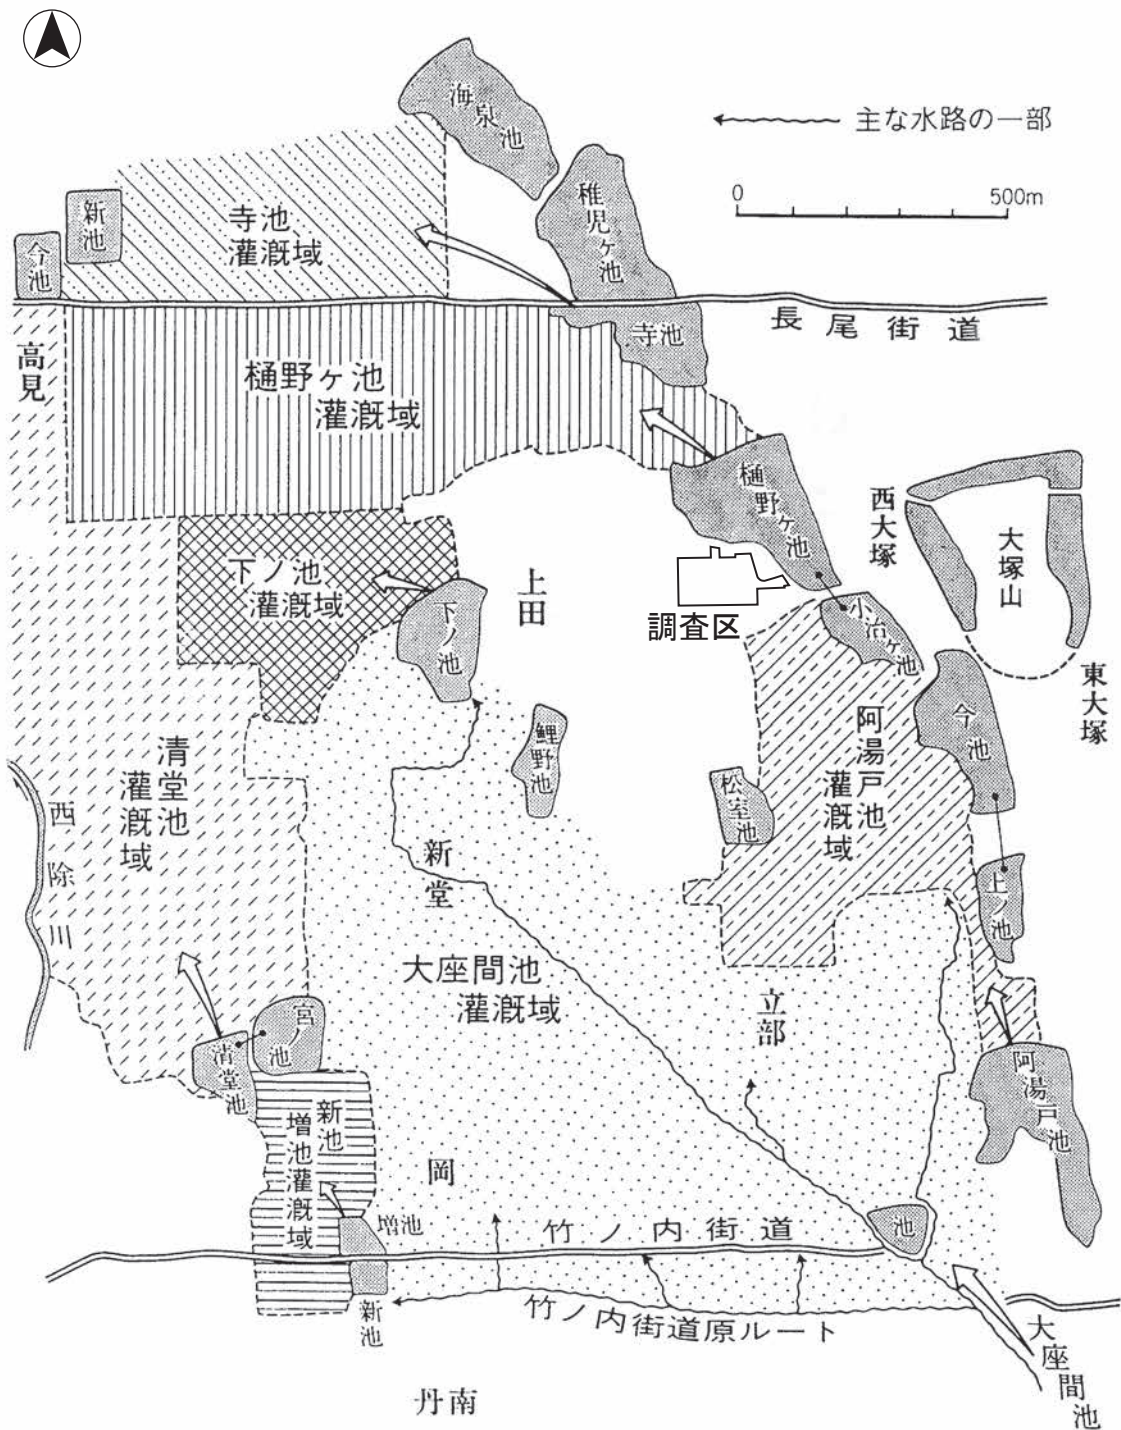 海泉池
主な水路の一部
0
500m
稚児ヶ池
新池
今池
寺池
灌漑域
寺池
長尾街道
高見
樋野ヶ池
灌漑域
樋野ヶ池
西大塚
大塚山
下ノ池
灌漑域
上田
調査区
下ノ池
小治ヶ池
東大塚
今池
阿湯戸池
灌漑域
鯉野池
松室池
清堂池
灌漑域
西除川
新堂
上ノ池
大座間池
灌漑域
立部
宮ノ池
清堂池
阿湯戸池
新池
増池灌漑域
岡
増池
竹ノ内街道
池
新池
竹ノ内街道原ルート
大座間池
丹南